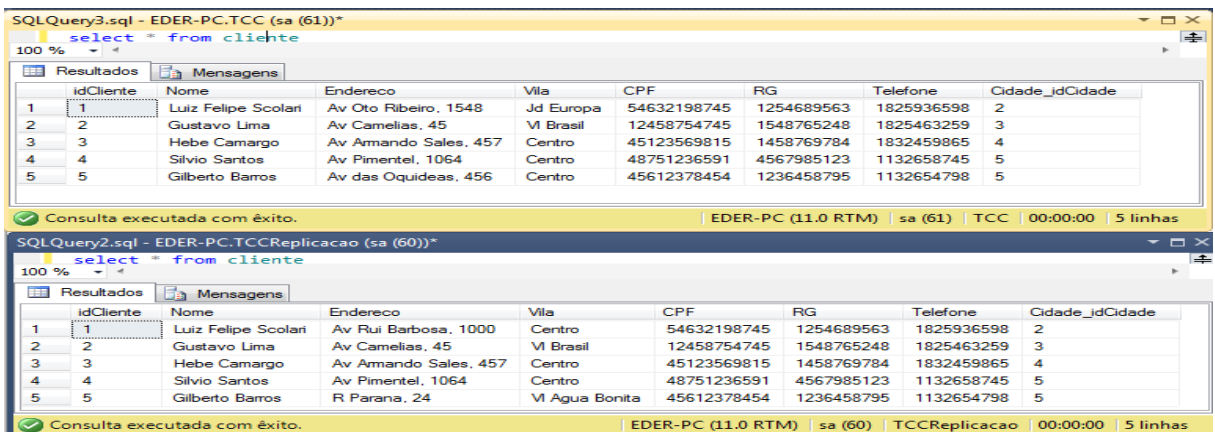 SQLQuery3.sql - EDER-PC.TCC (sa (61))*
select * from cliente
100 %
Resultados Mensagens
idCliente Nome Endereco Vila CPF RG Telefone Cidade_idCidade
1 1 Luiz Felipe Scolari Av Oto Ribeiro, 1548 Jd Europa 54632198745 1254689563 1825936598 2
2 2 Gustavo Lima Av Camelias, 45 Vl Brasil 12458754745 1548765248 1825463259 3
3 3 Hebe Camargo Av Armando Sales, 457 Centro 45123569815 1458769784 1832459865 4
4 4 Silvio Santos Av Pimentel, 1064 Centro 48751236591 4567985123 1132658745 5
5 5 Gilberto Barros Av das Oquideas, 456 Centro 45612378454 1236458795 1132654798 5
Consulta executada com êxito. EDER-PC (11.0 RTM) sa (61) TCC 00:00:00 5 linhas
SQLQuery2.sql - EDER-PC.TCCReplicacao (sa (60))*
select * from cliente
100 %
Resultados Mensagens
idCliente Nome Endereco Vila CPF RG Telefone Cidade_idCidade
1 1 Luiz Felipe Scolari Av Rui Barbosa, 1000 Centro 54632198745 1254689563 1825936598 2
2 2 Gustavo Lima Av Camelias, 45 Vl Brasil 12458754745 1548765248 1825463259 3
3 3 Hebe Camargo Av Armando Sales, 457 Centro 45123569815 1458769784 1832459865 4
4 4 Silvio Santos Av Pimentel, 1064 Centro 48751236591 4567985123 1132658745 5
5 5 Gilberto Barros R Parana, 24 Vl Agua Bonita 45612378454 1236458795 1132654798 5
Consulta executada com êxito. EDER-PC (11.0 RTM) sa (60) TCCReplicacao 00:00:00 5 linhas